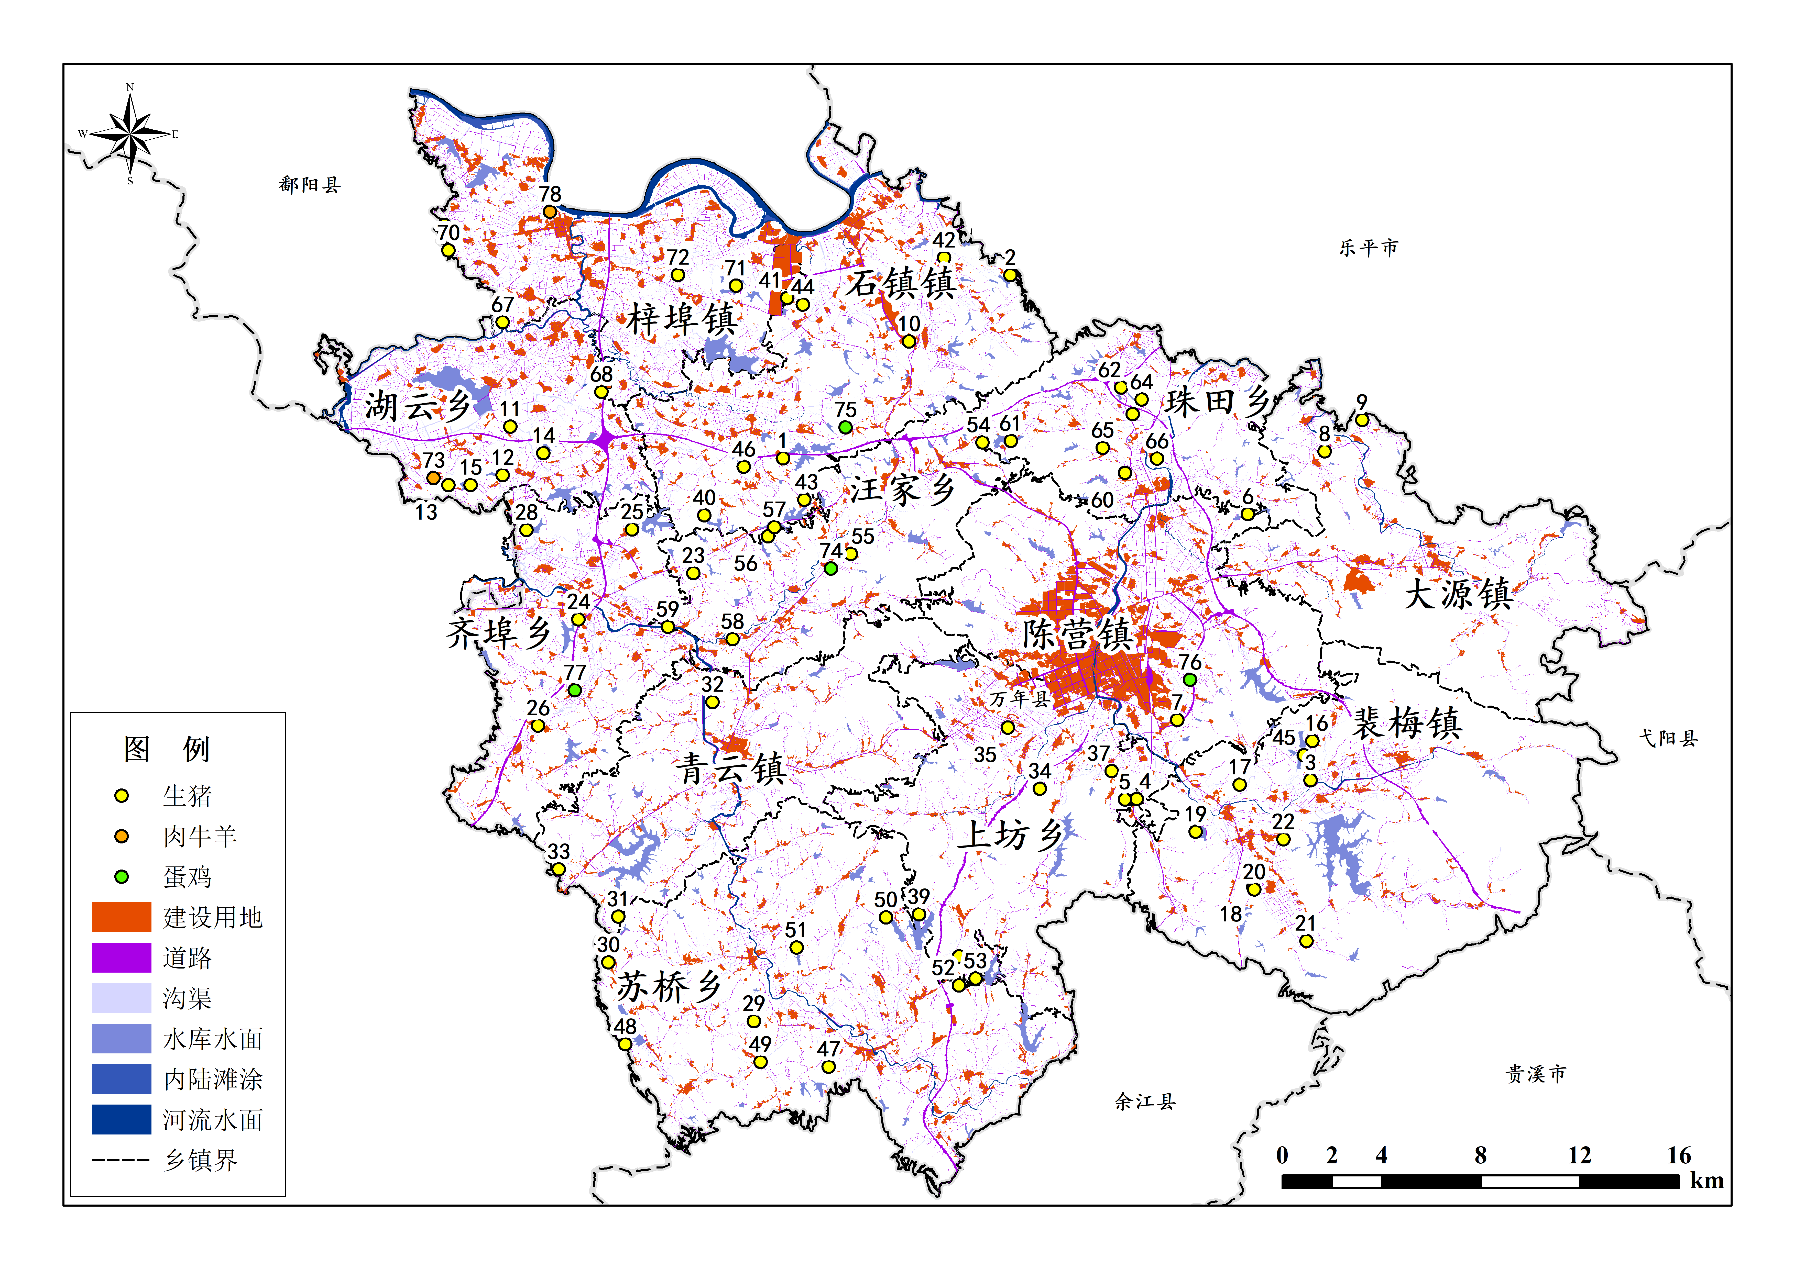 N
W
E
S
鄱阳县
乐平市
78
70
72
71
41
44
石镇镇
42
2
67
梓埠镇
10
68
62
64
珠田乡
湖云乡
11
75
9
14
54
61
8
73
15
12
46
1
65
66
13
43
汪家乡
60
6
28
25
40
57
23
56
74
55
大源镇
24
59
58
齐埠乡
陈营镇
77
32
76
万年县
26
7
裴梅镇
弋阳县
16
45
35
青云镇
37
34
5
4
17
3
19
22
上坊乡
33
20
31
50
39
18
21
51
30
52
53
苏桥乡
29
48
49
47
贵溪市
余江县
图 例
生猪
肉牛羊
蛋鸡
建设用地
道路
沟渠
水库水面
内陆滩涂
河流水面
乡镇界
0 2 4 8 12 16
km